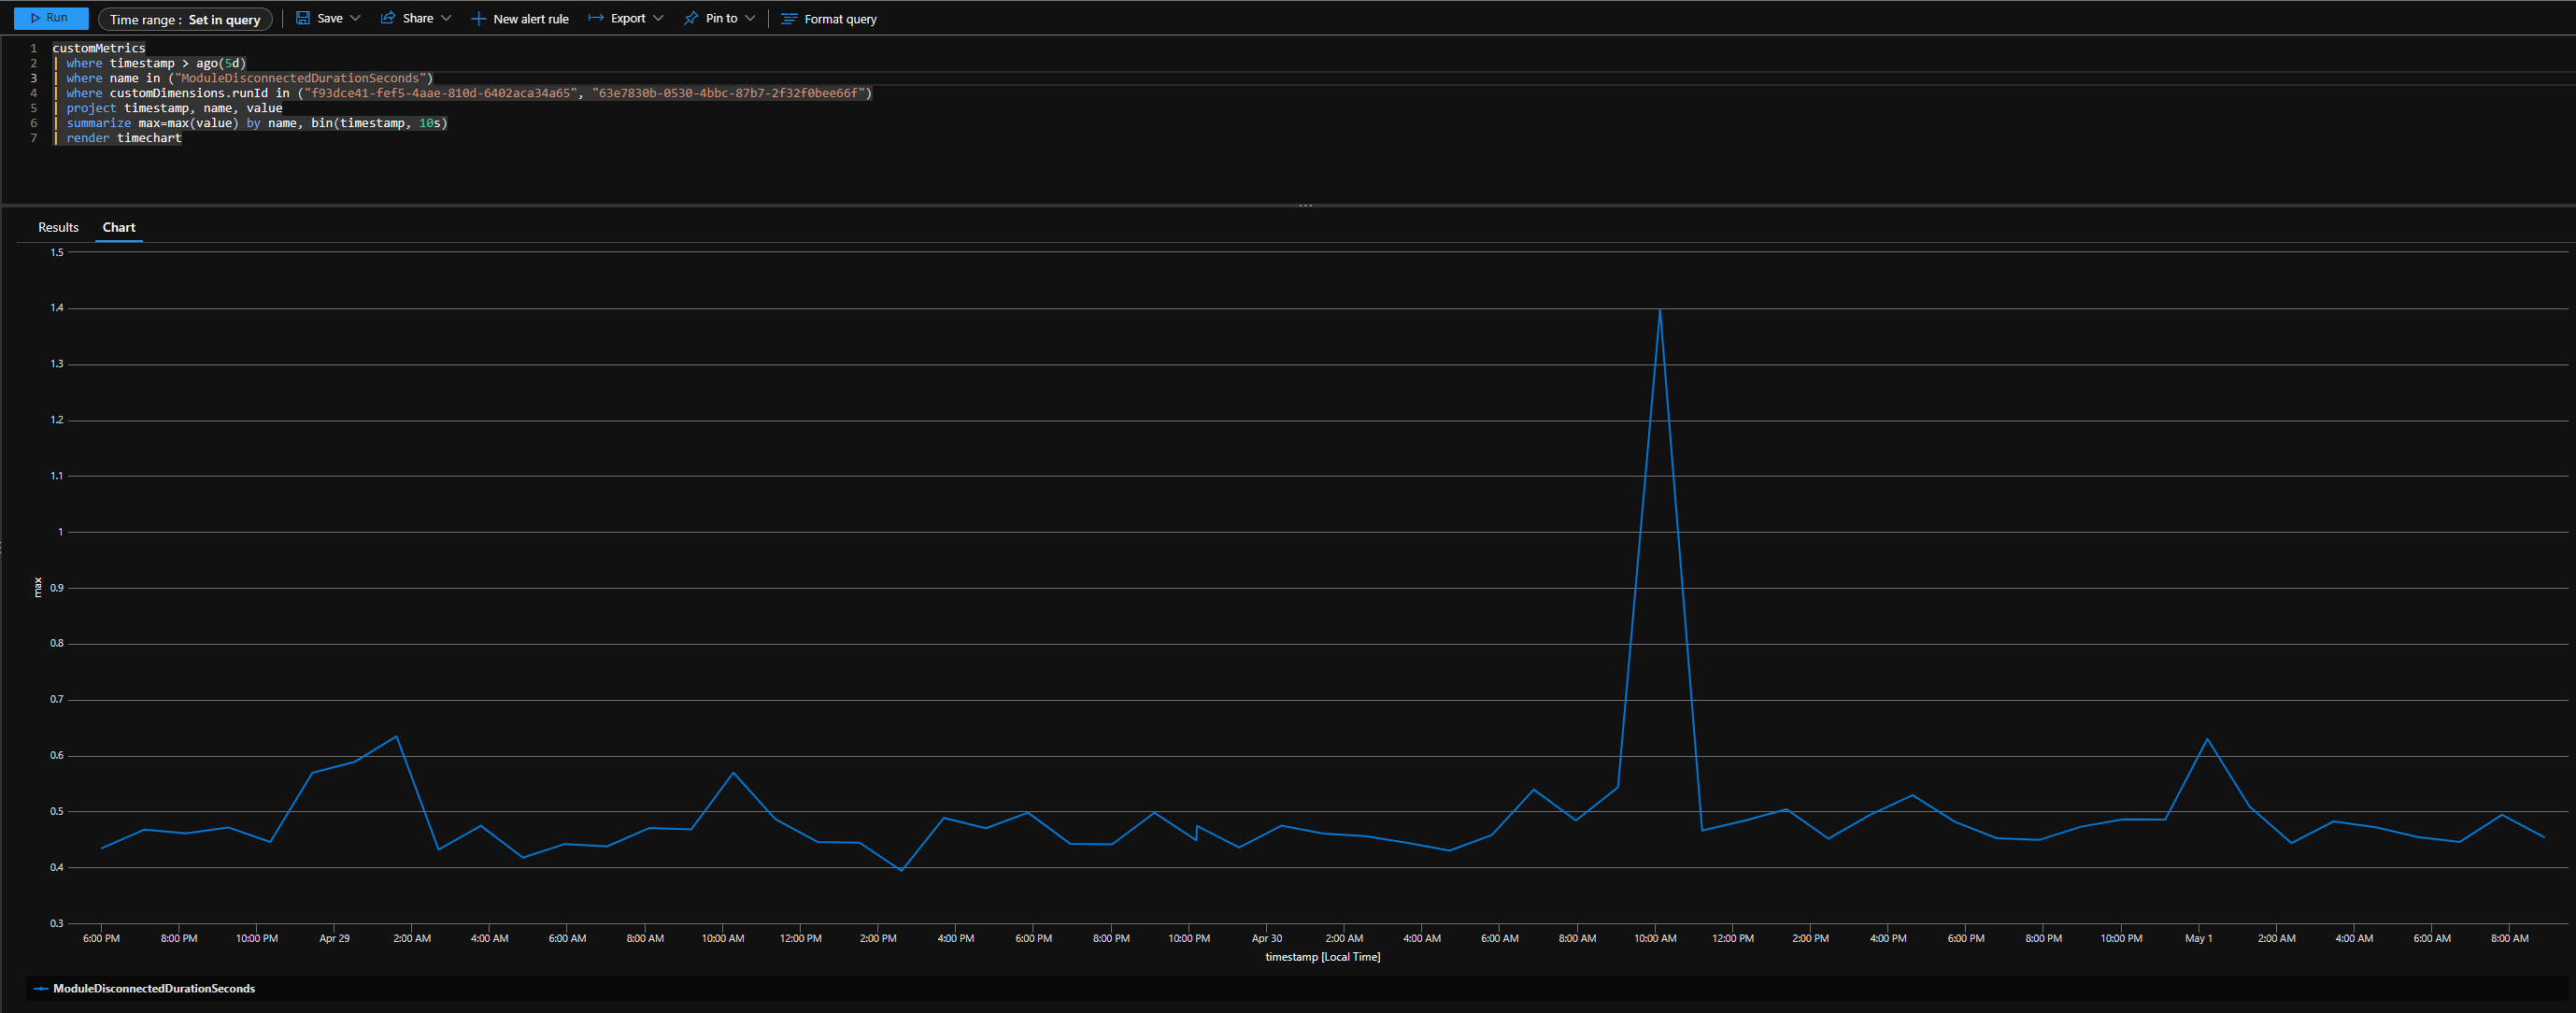 Run Time range : Set in query Save Share New alert rule Export Pin to Format query
1 customMetrics
2 | where timestamp > ago(5d)
3 | where name in ("ModuleDisconnectedDurationSeconds")
4 | where customDimensions.runId in ("f93dce41-fef5-4aae-810d-6402aca34a65", "63e7830b-0530-4bbc-87b7-2f32f0bee66f")
5 | project timestamp, name, value
6 | summarize max=max(value) by name, bin(timestamp, 10s)
7 | render timechart
Results Chart
1.5
1.4
1.3
1.2
1.1
1
0.9
max
0.8
0.7
0.6
0.5
0.4
0.3
6:00 PM 8:00 PM 10:00 PM Apr 29 2:00 AM 4:00 AM 6:00 AM 8:00 AM 10:00 AM 12:00 PM 2:00 PM 4:00 PM 6:00 PM 8:00 PM 10:00 PM Apr 30 2:00 AM 4:00 AM 6:00 AM 8:00 AM 10:00 AM 12:00 PM 2:00 PM 4:00 PM 6:00 PM 8:00 PM 10:00 PM May 1 2:00 AM 4:00 AM 6:00 AM 8:00 AM
timestamp [Local Time]
ModuleDisconnectedDurationSeconds